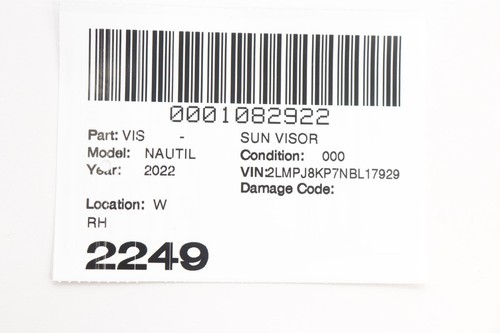 0001082922
Part: VIS - SUN VISOR
Model: NAUTIL Condition: 000
Year: 2022 VIN:2LMPJ8KP7NBL17929
Damage Code:
Location: W
RH
2249